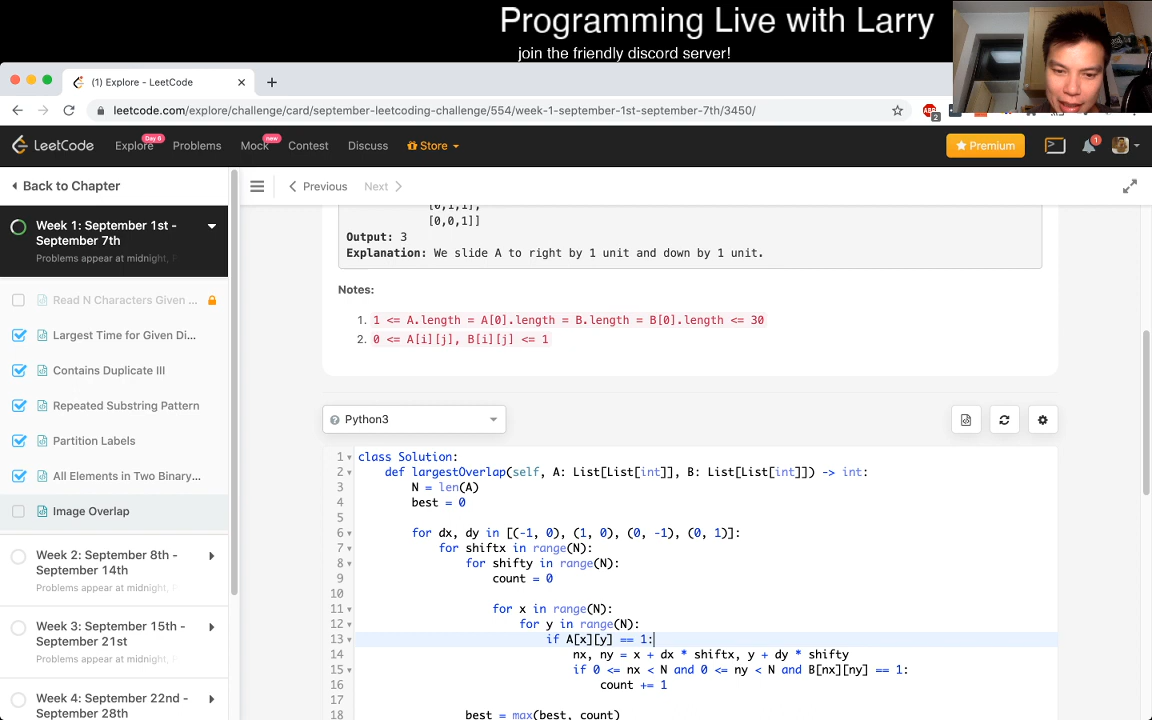 Programming Live with Larry
join the friendly discord server!
(1) Explore - LeetCode
leetcode.com/explore/challenge/card/september-leetcoding-challenge/554/week-1-september-1st-september-7th/3450/
ABP
2
LeetCode
Explore
Day 6
Problems
Mock
new
Contest
Discuss
Store
Premium
1
Back to Chapter
Previous
Next
Week 1: September 1st -
September 7th
Problems appear at midnight,
Read N Characters Given ...
Largest Time for Given Di...
Contains Duplicate III
Repeated Substring Pattern
Partition Labels
All Elements in Two Binary...
Image Overlap
Week 2: September 8th -
September 14th
Problems appear at midnight,
Week 3: September 15th -
September 21st
Problems appear at midnight,
Week 4: September 22nd -
September 28th
[0,1,1],
[0,0,1]]
Output: 3
Explanation: We slide A to right by 1 unit and down by 1 unit.
Notes:
1. 1 <= A.length = A[0].length = B.length = B[0].length <= 30
2. 0 <= A[i][j], B[i][j] <= 1
Python3
1 class Solution:
2 def largestOverlap(self, A: List[List[int]], B: List[List[int]]) -> int:
3 N = len(A)
4 best = 0
5
6 for dx, dy in [(-1, 0), (1, 0), (0, -1), (0, 1)]:
7 for shiftx in range(N):
8 for shifty in range(N):
9 count = 0
10
11 for x in range(N):
12 for y in range(N):
13 if A[x][y] == 1:
14 nx, ny = x + dx * shiftx, y + dy * shifty
15 if 0 <= nx < N and 0 <= ny < N and B[nx][ny] == 1:
16 count += 1
17
18 best = max(best, count)